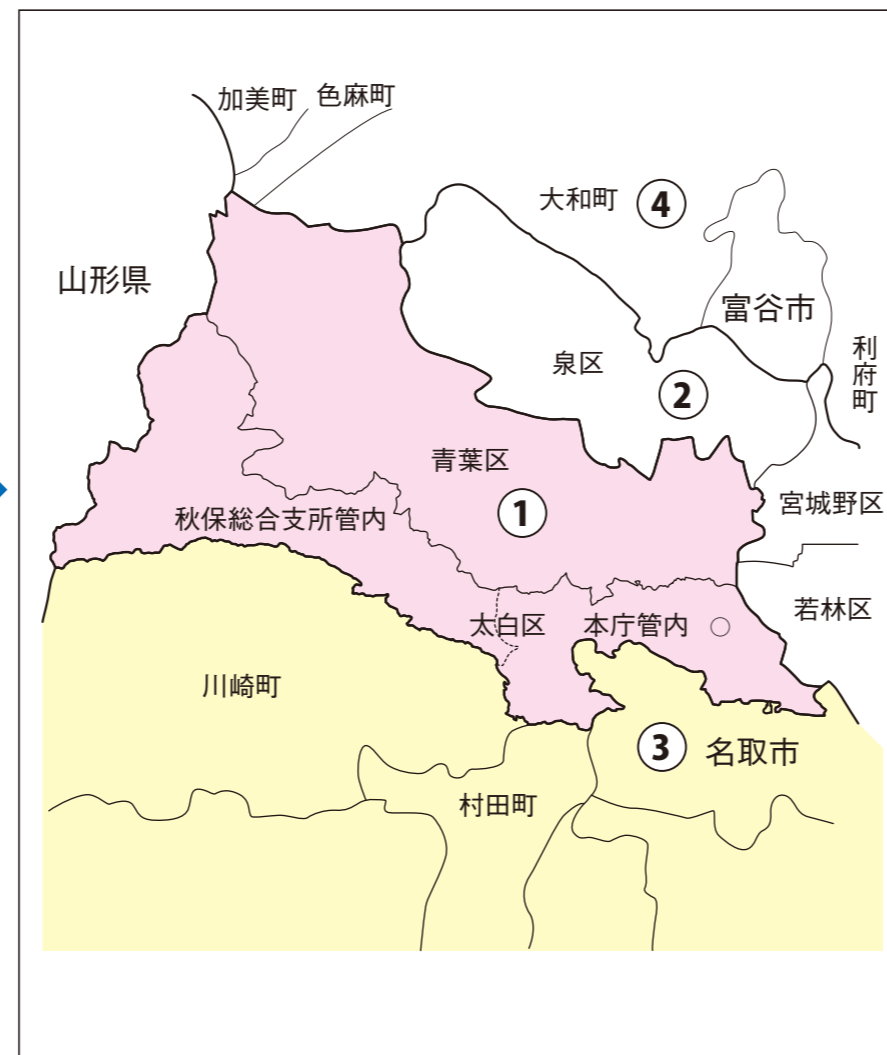 加美町
色麻町
大和町
④
山形県
富谷市
利府町
泉区
②
青葉区
宮城野区
秋保総合支所管内
①
若林区
太白区
本庁管内
川崎町
③
名取市
村田町